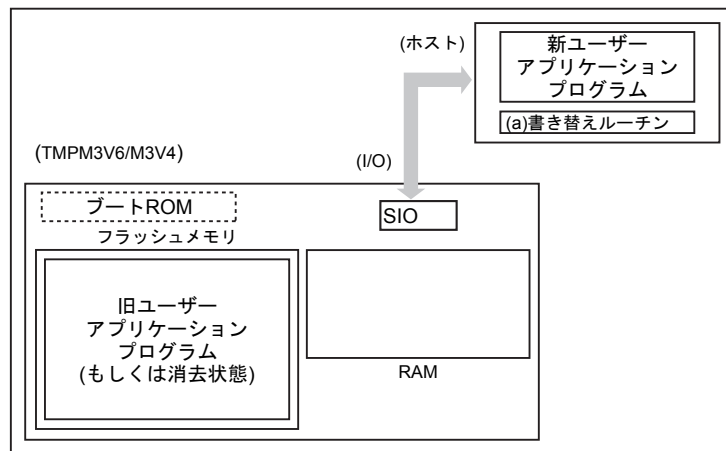 (ホスト)
新ユーザー
アプリケーション
プログラム
(a)書き替えルーチン
(TMPM3V6/M3V4)
(I/O)
ブートROM
SIO
フラッシュメモリ
旧ユーザー
アプリケーション
プログラム
(もしくは消去状態)
RAM